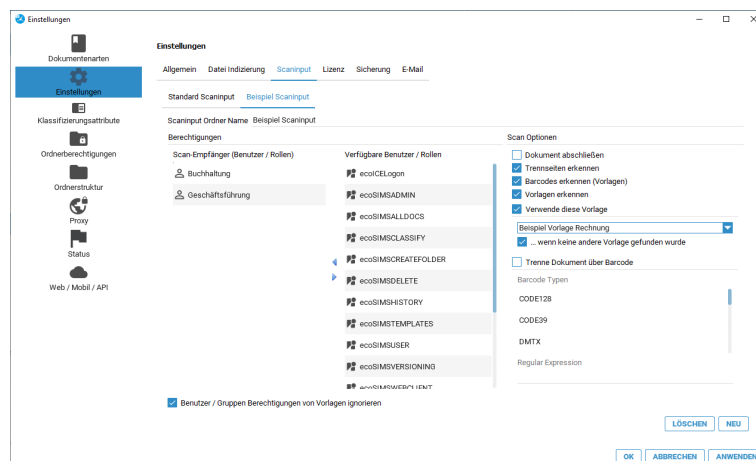 Einstellungen
Dokumentenarten
Einstellungen
Klassifizierungsattribute
Ordnerberechtigungen
Ordnerstruktur
Proxy
Status
Web / Mobil / API
Einstellungen
Allgemein Datei Indizierung Scaninput Lizenz Sicherung E-Mail
Standard Scaninput Beispiel Scaninput
Scaninput Ordner Name Beispiel Scaninput
Berechtigungen
Scan-Empfänger (Benutzer / Rollen)
Buchhaltung
Geschäftsführung
Verfügbare Benutzer / Rollen
ecoICELogon
ecoSIMSADMIN
ecoSIMSALLDOCS
ecoSIMSCLASSIFY
ecoSIMSCREATEFOLDER
ecoSIMSDELETE
ecoSIMSHISTORY
ecoSIMSTEMPLATES
ecoSIMSUSER
ecoSIMSVERSIONING
ecoSIMSWEBCLIENT
Scan Optionen
Dokument abschließen
Trennseiten erkennen
Barcodes erkennen (Vorlagen)
Vorlagen erkennen
Verwende diese Vorlage
Beispiel Vorlage Rechnung
... wenn keine andere Vorlage gefunden wurde
Trenne Dokument über Barcode
Barcode Typen
CODE128
CODE39
DMTX
Regular Expression
Benutzer / Gruppen Berechtigungen von Vorlagen ignorieren
LÖSCHEN NEU
OK ABBRECHEN ANWENDEN